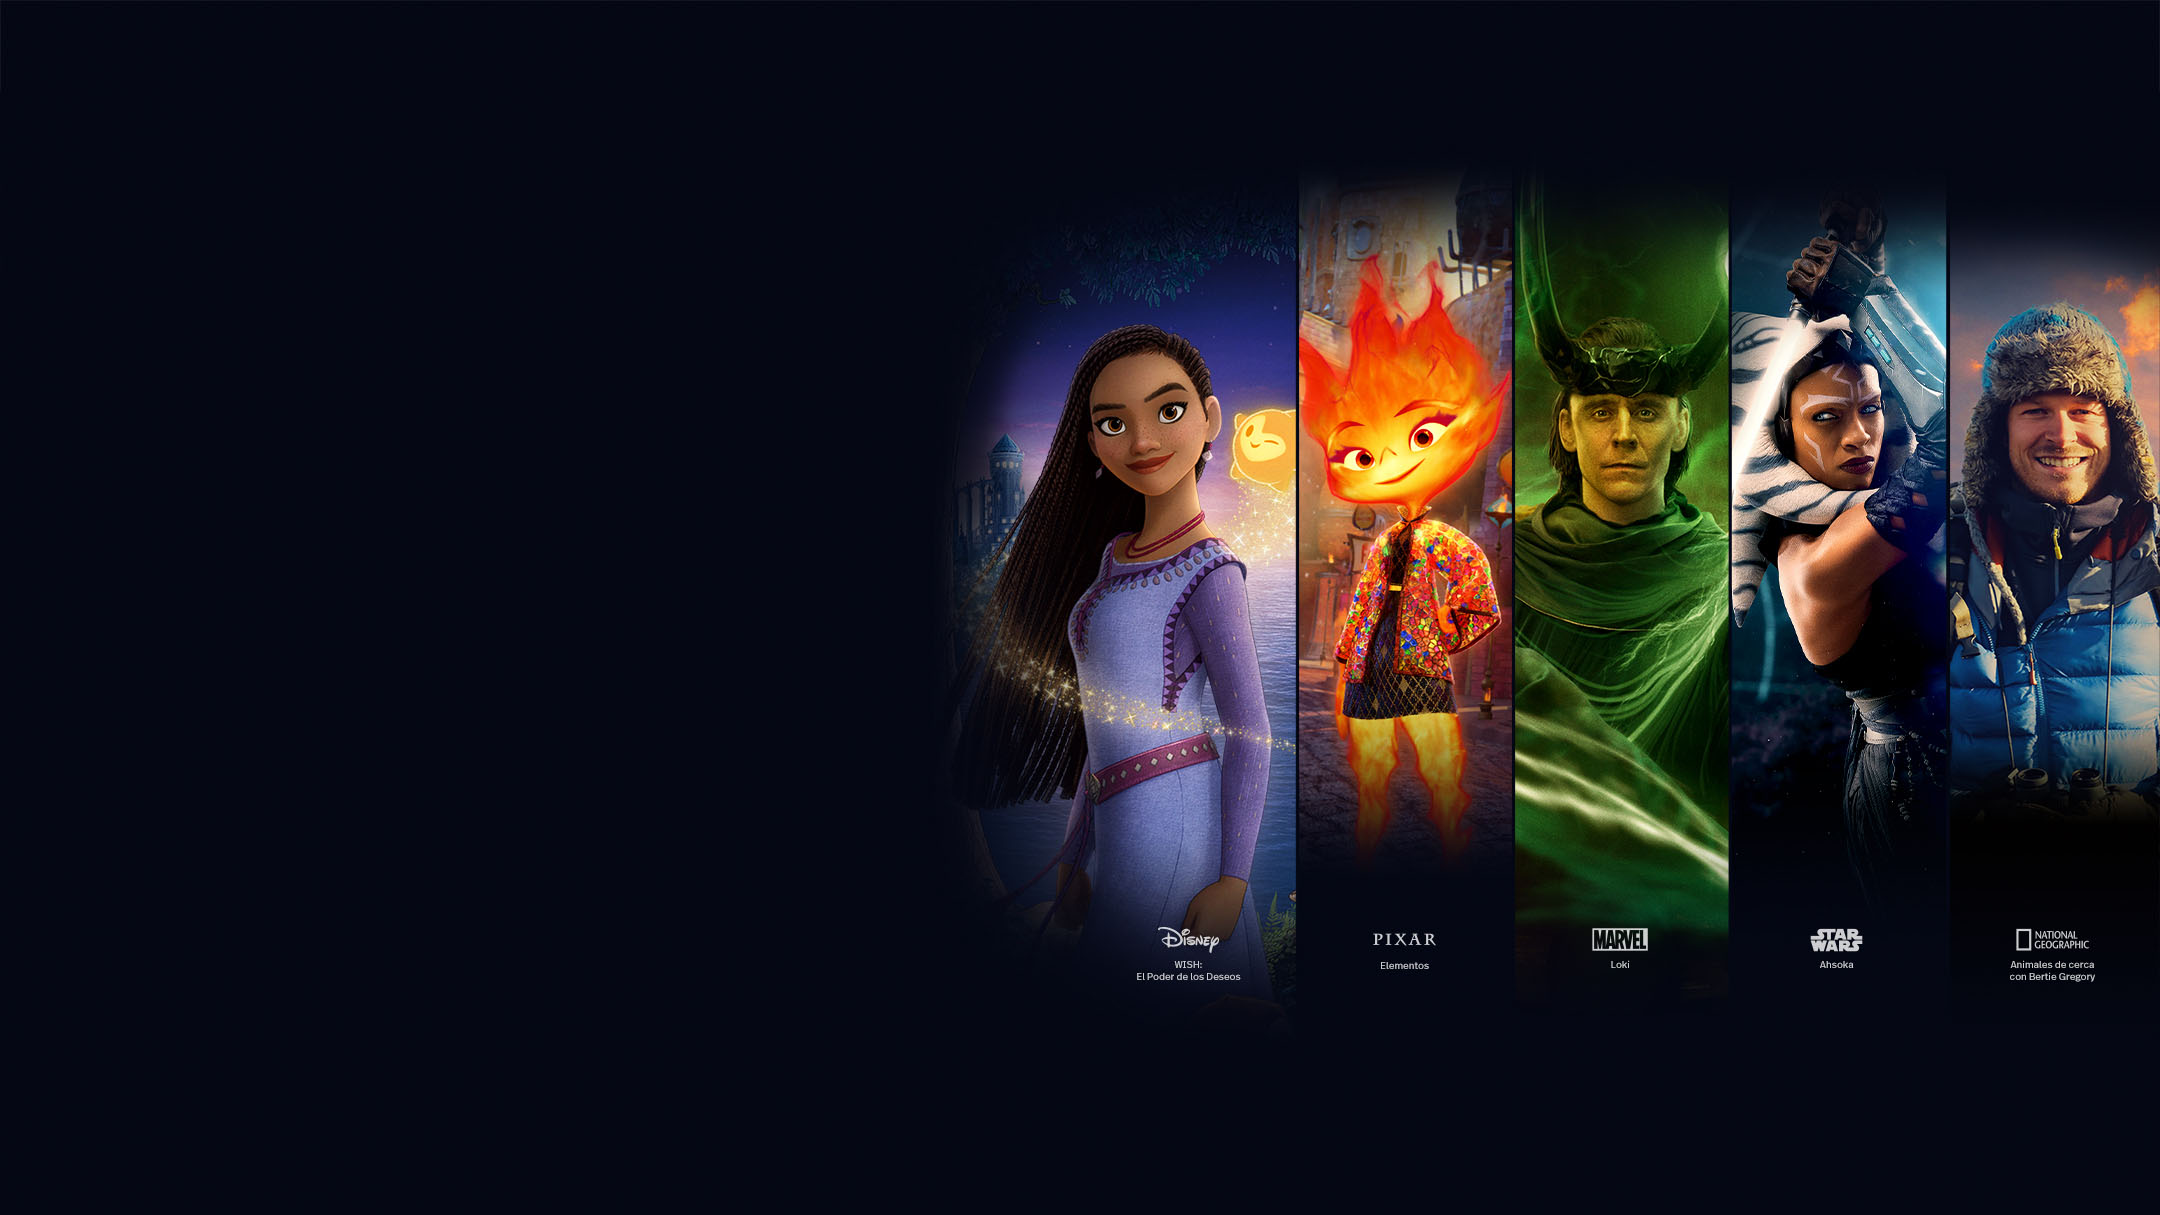 Disney
WISH:
El Poder de los Deseos
PIXAR
Elementos
MARVEL
Loki
STAR
WARS
Ahsoka
NATIONAL
GEOGRAPHIC
Animales de cerca
con Bertie Gregory